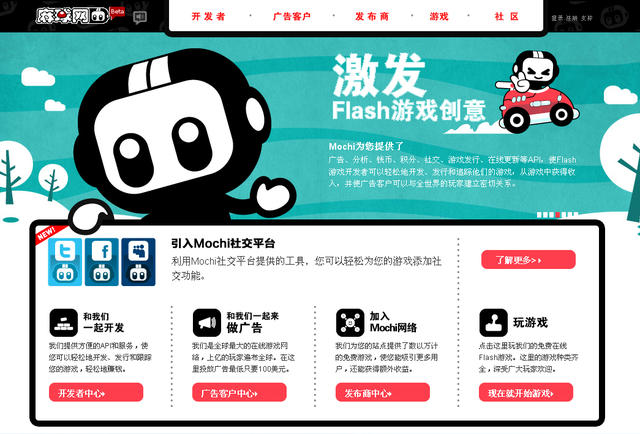 麻球网 Beta
开发者 广告客户 发布商 游戏 社区
登录 注册 支持
激发
Flash游戏创意
Mochi为您提供了
广告、分析、钱币、积分、社交、游戏发行、在线更新等API，使Flash
游戏开发者可以轻松地开发、发行和追踪他们的游戏，从游戏中获得收
入，并使广告客户可以与全世界的玩家建立密切关系。
NEW!
引入Mochi社交平台
利用Mochi社交平台提供的工具，您可以轻松为您的游戏添加社
交功能。
了解更多>
和我们
一起开发
我们提供方便的API和服务，使
您可以轻松地开发、发行和跟踪
您的游戏，轻松地赚钱。
开发者中心
和我们一起来
做广告
我们是全球最大的在线游戏网
络，上亿的玩家遍布全球。在这
里投放广告最低只要100美元。
广告客户中心
加入
Mochi网络
我们为您的站点提供了数以万计
的免费游戏，使您能吸引更多用
户，还能获得额外收益。
发布商中心
玩游戏
点击这里玩我们的免费在线
Flash游戏。这里的游戏种类齐
全，深受广大玩家欢迎。
现在就开始游戏